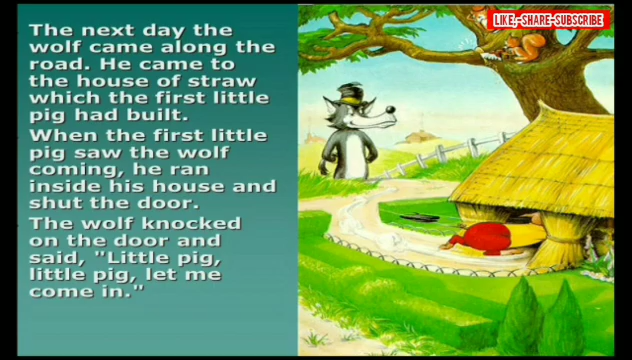 LIKE,-SHARE-SUBSCRIBE
The next day the
wolf came along the
road. He came to
the house of straw
which the first little
pig had built.
When the first little
pig saw the wolf
coming, he ran
inside his house and
shut the door.
The wolf knocked
on the door and
said, "Little pig,
little pig, let me
come in."